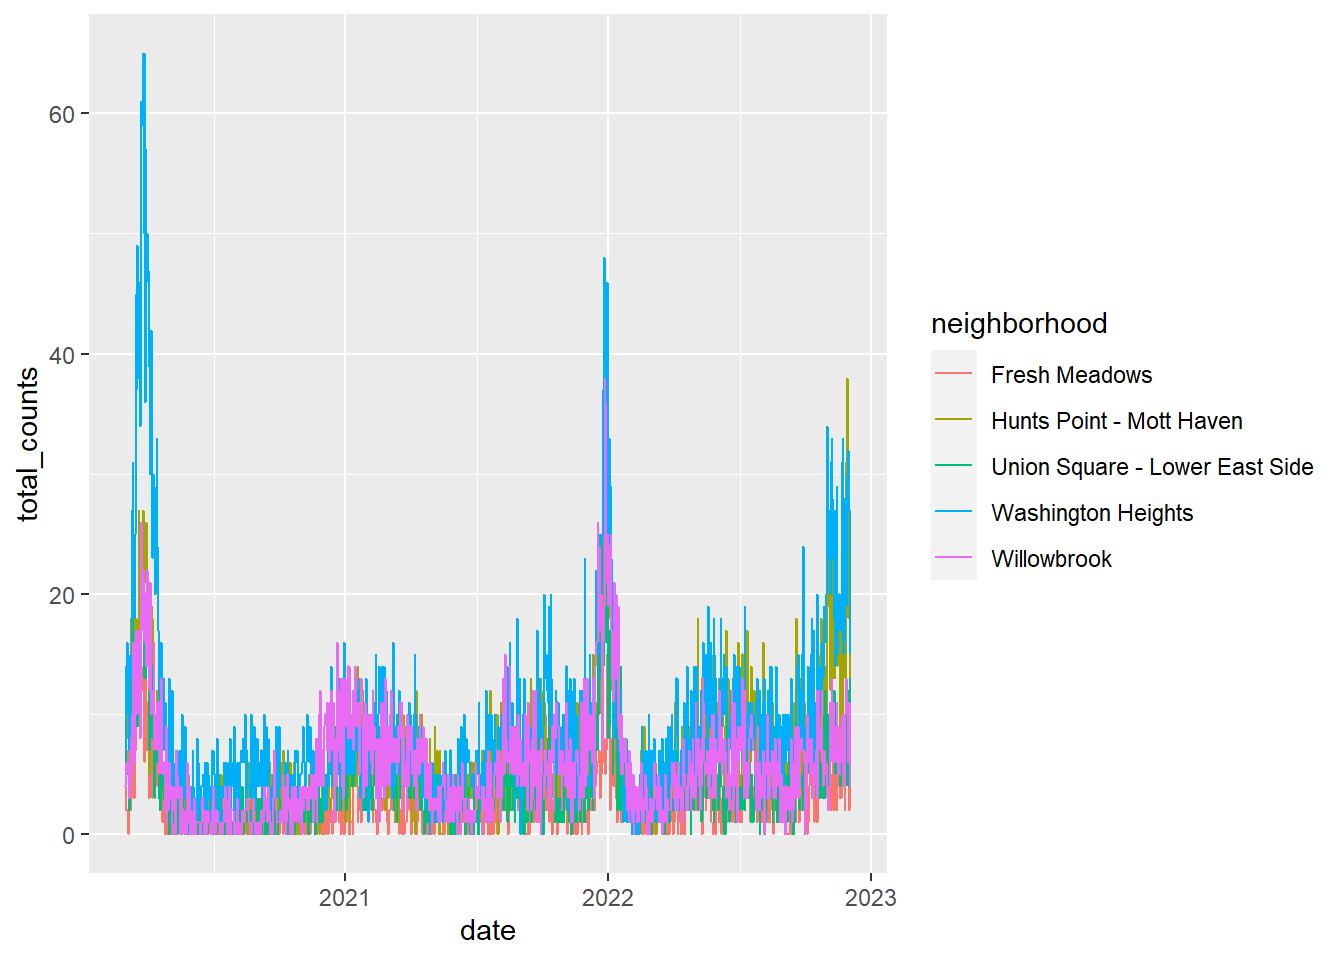 60
40
20
0
total_counts
2021
2022
2023
date
neighborhood
Fresh Meadows
Hunts Point - Mott Haven
Union Square - Lower East Side
Washington Heights
Willowbrook